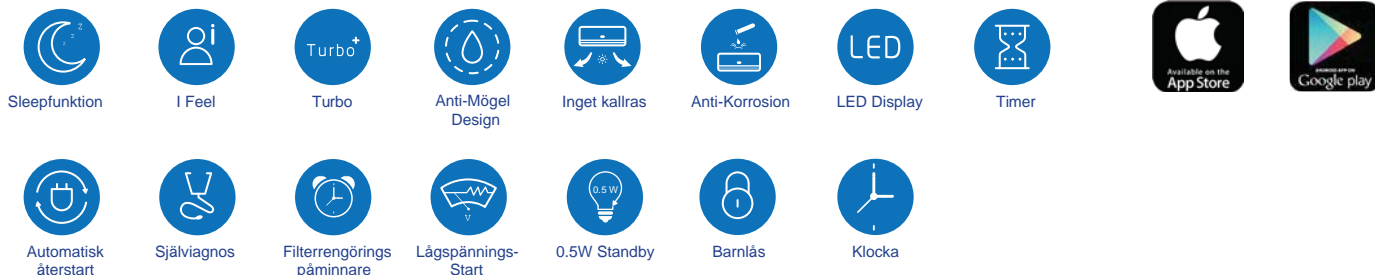 z z z
i
Turbo+
LED
Available on the
App Store
ANDROID APP ON
Google play
Sleepfunktion
I Feel
Turbo
Anti-Mögel
Design
Inget kallras
Anti-Korrosion
LED Display
Timer
V
0.5 W
Automatisk
återstart
Själviagnos
Filterrengörings
påminnare
Lågspännings-
Start
0.5W Standby
Barnlås
Klocka